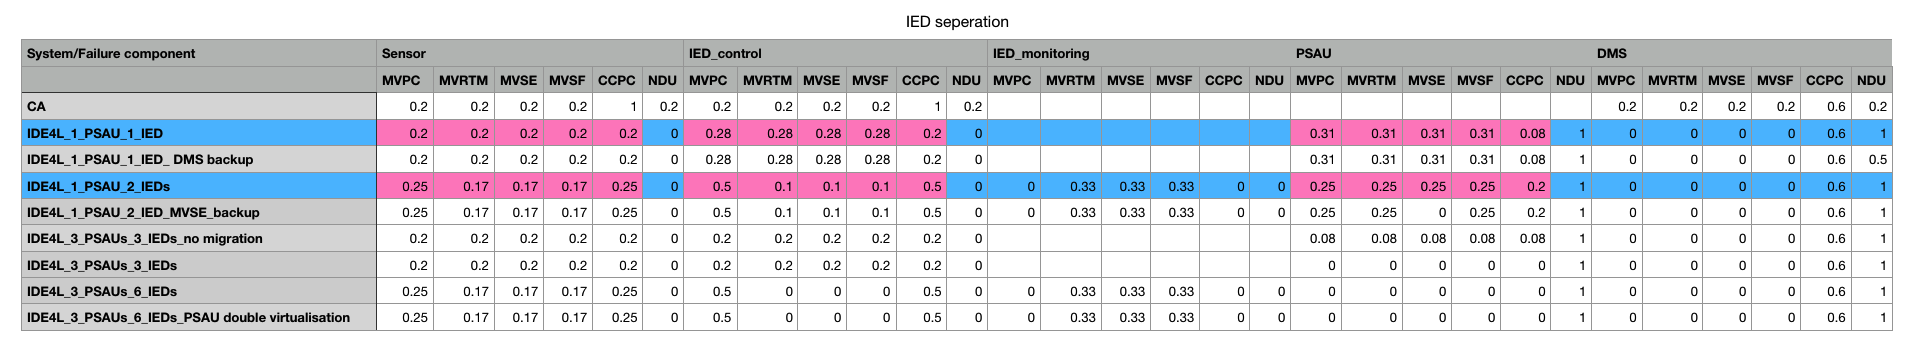 IED seperation
System/Failure component Sensor IED_control IED_monitoring PSAU DMS
MVPC MVRTM MVSE MVSF CCPC NDU MVPC MVRTM MVSE MVSF CCPC NDU MVPC MVRTM MVSE MVSF CCPC NDU MVPC MVRTM MVSE MVSF CCPC NDU MVPC MVRTM MVSE MVSF CCPC NDU
CA 0.2 0.2 0.2 0.2 1 0.2 0.2 0.2 0.2 0.2 1 0.2 0.2 0.2 0.2 0.2 0.6 0.2
IDE4L_1_PSAU_1_IED 0.2 0.2 0.2 0.2 0.2 0 0.28 0.28 0.28 0.28 0.2 0 0.31 0.31 0.31 0.31 0.08 1 0 0 0 0 0.6 1
IDE4L_1_PSAU_1_IED_ DMS backup 0.2 0.2 0.2 0.2 0.2 0 0.28 0.28 0.28 0.28 0.2 0 0.31 0.31 0.31 0.31 0.08 1 0 0 0 0 0.6 0.5
IDE4L_1_PSAU_2_IEDs 0.25 0.17 0.17 0.17 0.25 0 0.5 0.1 0.1 0.1 0.5 0 0 0.33 0.33 0.33 0 0 0.25 0.25 0.25 0.25 0.2 1 0 0 0 0 0.6 1
IDE4L_1_PSAU_2_IED_MVSE_backup 0.25 0.17 0.17 0.17 0.25 0 0.5 0.1 0.1 0.1 0.5 0 0 0.33 0.33 0.33 0 0 0.25 0.25 0 0.25 0.2 1 0 0 0 0 0.6 1
IDE4L_3_PSAUs_3_IEDs_no migration 0.2 0.2 0.2 0.2 0.2 0 0.2 0.2 0.2 0.2 0.2 0 0.08 0.08 0.08 0.08 0.08 1 0 0 0 0 0.6 1
IDE4L_3_PSAUs_3_IEDs 0.2 0.2 0.2 0.2 0.2 0 0.2 0.2 0.2 0.2 0.2 0 0 0 0 0 0 1 0 0 0 0 0.6 1
IDE4L_3_PSAUs_6_IEDs 0.25 0.17 0.17 0.17 0.25 0 0.5 0 0 0 0.5 0 0 0.33 0.33 0.33 0 0 0 0 0 0 0 1 0 0 0 0 0.6 1
IDE4L_3_PSAUs_6_IEDs_PSAU double virtualisation 0.25 0.17 0.17 0.17 0.25 0 0.5 0 0 0 0.5 0 0 0.33 0.33 0.33 0 0 0 0 0 0 0 1 0 0 0 0 0.6 1